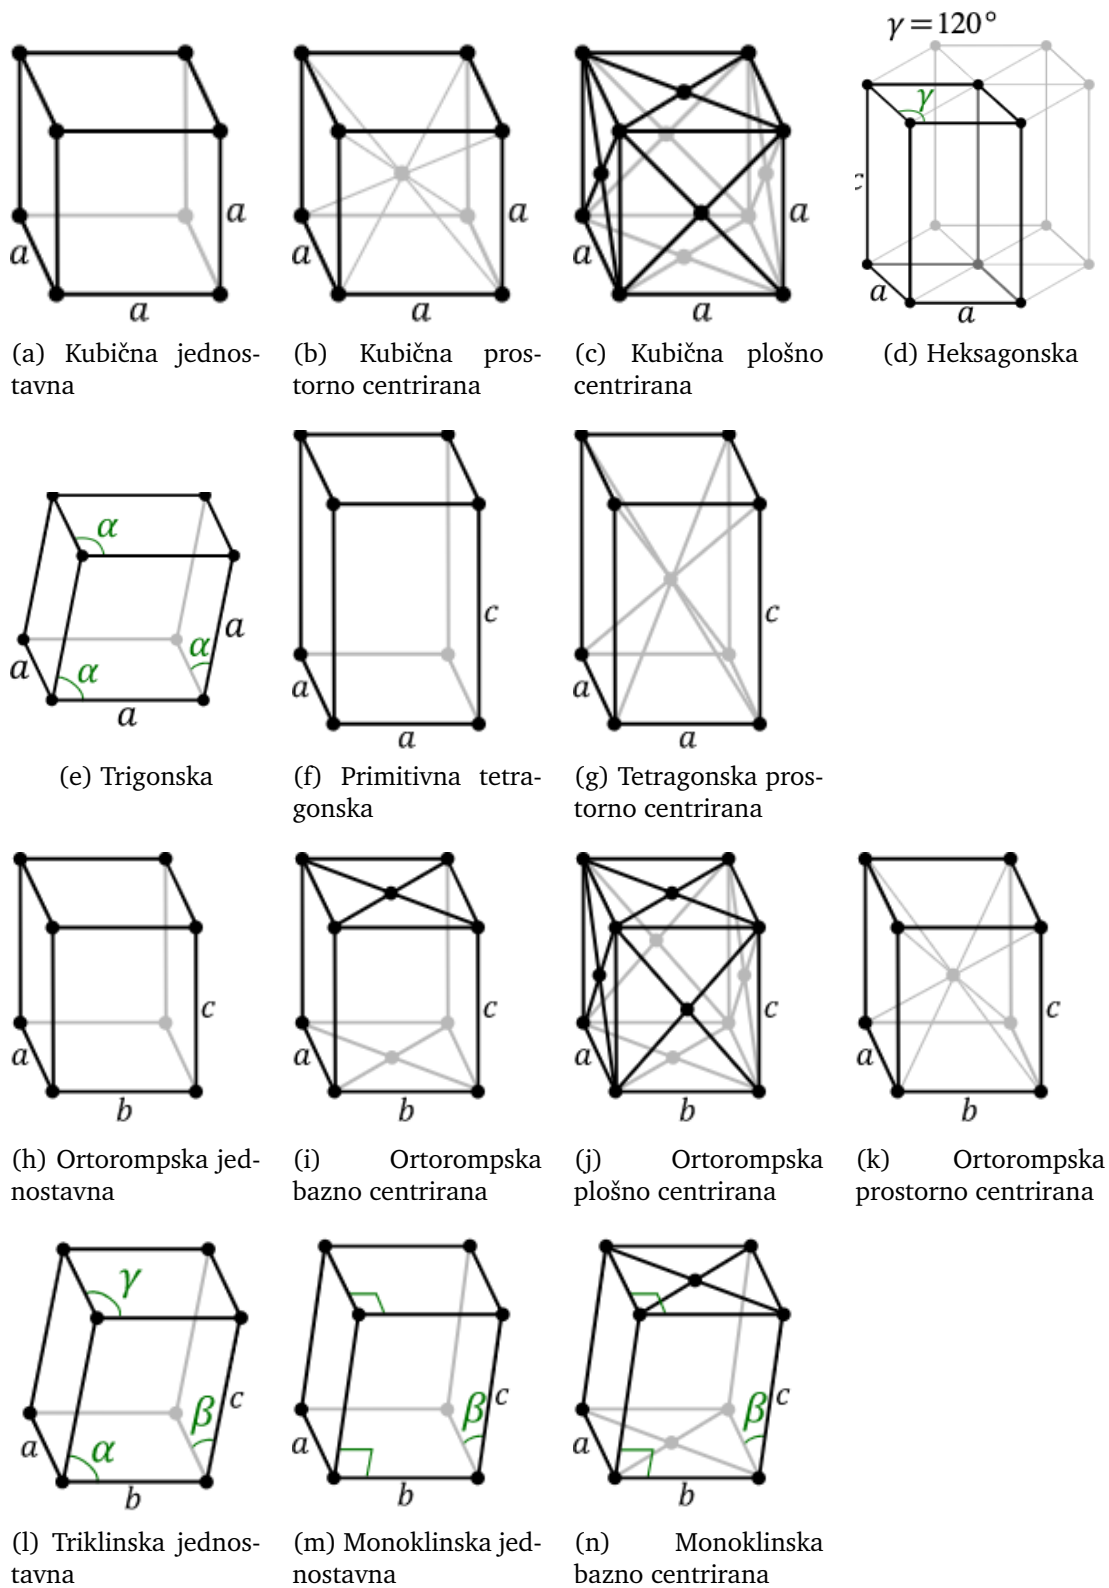 γ = 120°
γ
a
a
a
a
a
a
a
a
a
c
a
a
(a) Kubična jednos-
tavna
(b) Kubična pros-
torno centrirana
(c) Kubična plošno
centrirana
(d) Heksagonska
α
α
α
a
a
a
c
a
a
c
a
a
(e) Trigonska
(f) Primitivna tetra-
gonska
(g) Tetragonska pros-
torno centrirana
c
a
b
c
a
b
c
a
b
c
a
b
(h) Ortorompska jed-
nostavna
(i) Ortorompska
bazno centrirana
(j) Ortorompska
plošno centrirana
(k) Ortorompska
prostorno centrirana
γ
β
c
a
α
b
β
c
a
b
β
c
a
b
(l) Triklinska jednos-
tavna
(m) Monoklinska jed-
nostavna
(n) Monoklinska
bazno centrirana